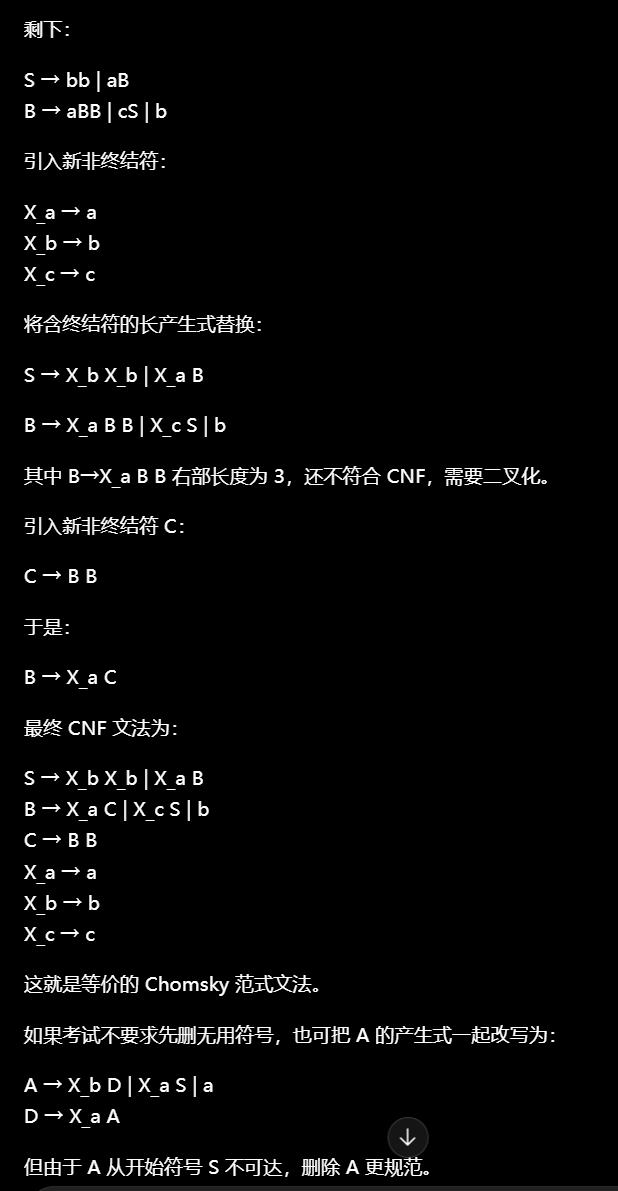 剩下：
S → bb | aB
B → aBB | cS | b
引入新非终结符：
X_a → a
X_b → b
X_c → c
将含终结符的长产生式替换：
S → X_b X_b | X_a B
B → X_a B B | X_c S | b
其中 B→X_a B B 右部长度为 3，还不符合 CNF，需要二叉化。
引入新非终结符 C：
C → B B
于是：
B → X_a C
最终 CNF 文法为：
S → X_b X_b | X_a B
B → X_a C | X_c S | b
C → B B
X_a → a
X_b → b
X_c → c
这就是等价的 Chomsky 范式文法。
如果考试不要求先删无用符号，也可把 A 的产生式一起改写为：
A → X_b D | X_a S | a
D → X_a A
但由于 A 从开始符号 S 不可达，删除 A 更规范。